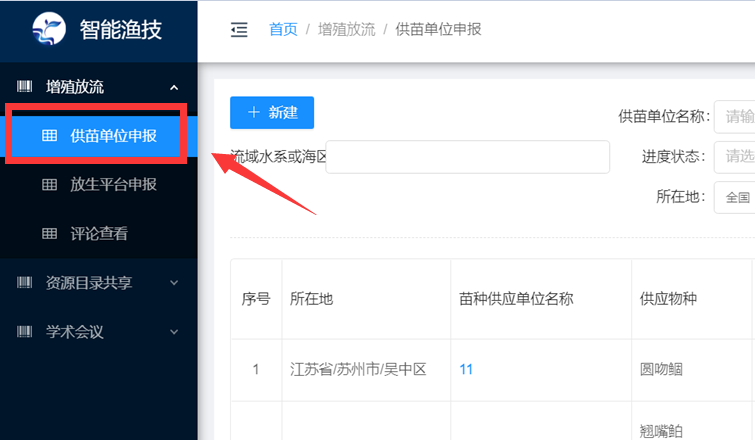 智能渔技
首页 / 增殖放流 / 供苗单位申报
增殖放流
供苗单位申报
放生平台申报
评论查看
资源目录共享
学术会议
+ 新建
供苗单位名称: 请输
流域水系或海区
进度状态: 请选
所在地: 全国
序号 所在地 苗种供应单位名称 供应物种
1 江苏省/苏州市/吴中区 11 圆吻鲴
翘嘴鲌